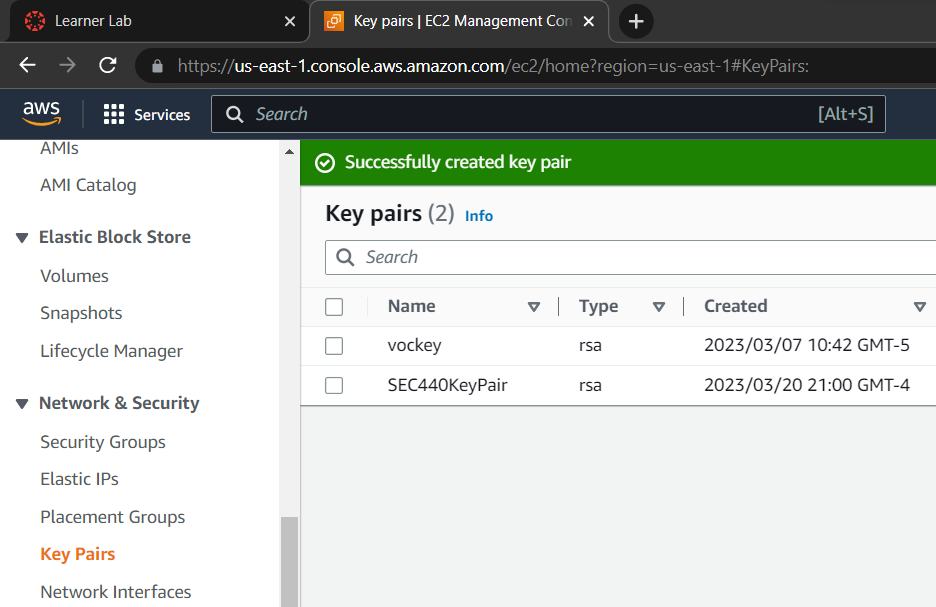 Learner Lab
Key pairs | EC2 Management Con
https://us-east-1.console.aws.amazon.com/ec2/home?region=us-east-1#KeyPairs:
aws
Services
Search
[Alt+S]
AMIs
AMI Catalog
Elastic Block Store
Volumes
Snapshots
Lifecycle Manager
Network & Security
Security Groups
Elastic IPs
Placement Groups
Key Pairs
Network Interfaces
Successfully created key pair
Key pairs (2) Info
Search
Name Type Created
vockey rsa 2023/03/07 10:42 GMT-5
SEC440KeyPair rsa 2023/03/20 21:00 GMT-4